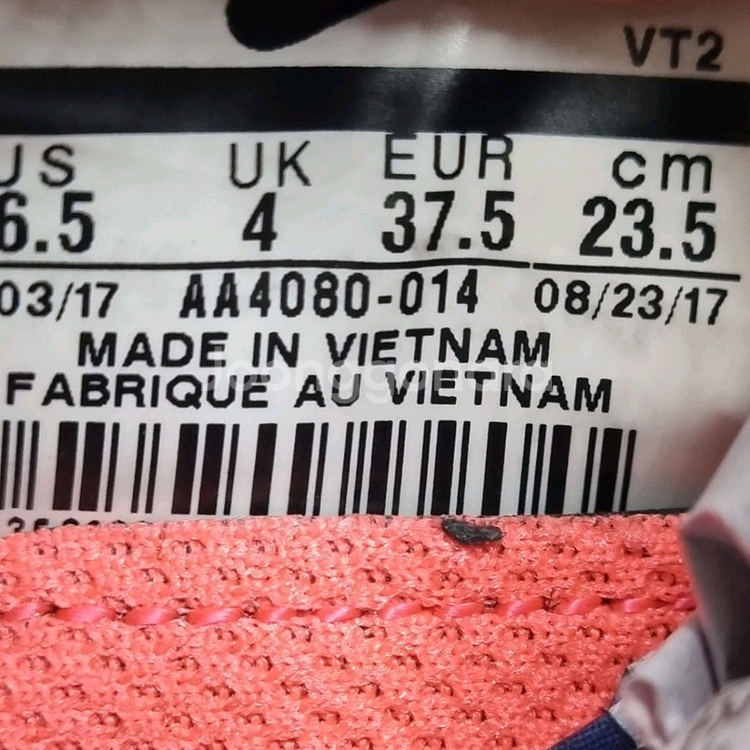 VT2
US UK EUR cm
6.5 4 37.5 23.5
03/17 AA4080-014 08/23/17
MADE IN VIETNAM
FABRIQUE AU VIETNAM
joonggonara